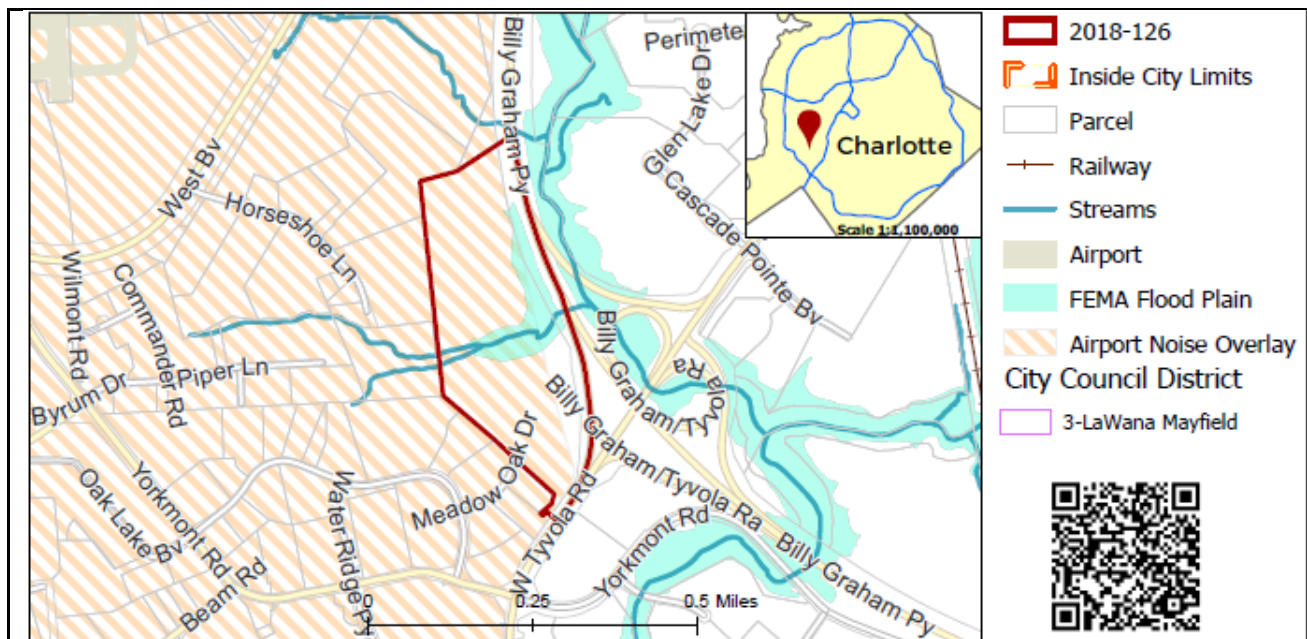 Billy Graham Py
Perimete
Glen Lake Dr
G Cascade Pointe Bv
West Bv
Horseshoe Ln
Wilmont Rd
Commander Rd
Piper Ln
Byrum Dr
Billy Graham/Tyvola
Ra
Billy Graham/Tyvola Ra
Meadow Oak Dr
Oak Lake Bv
Yorkmont Rd
Water Ridge Py
Beam Rd
W Tyvola Rd
Yorkmont Rd
Billy Graham Py
0 0.25 0.5 Miles
Charlotte
Scale 1:1,100,000
2018-126
Inside City Limits
Parcel
Railway
Streams
Airport
FEMA Flood Plain
Airport Noise Overlay
City Council District
3-LaWana Mayfield